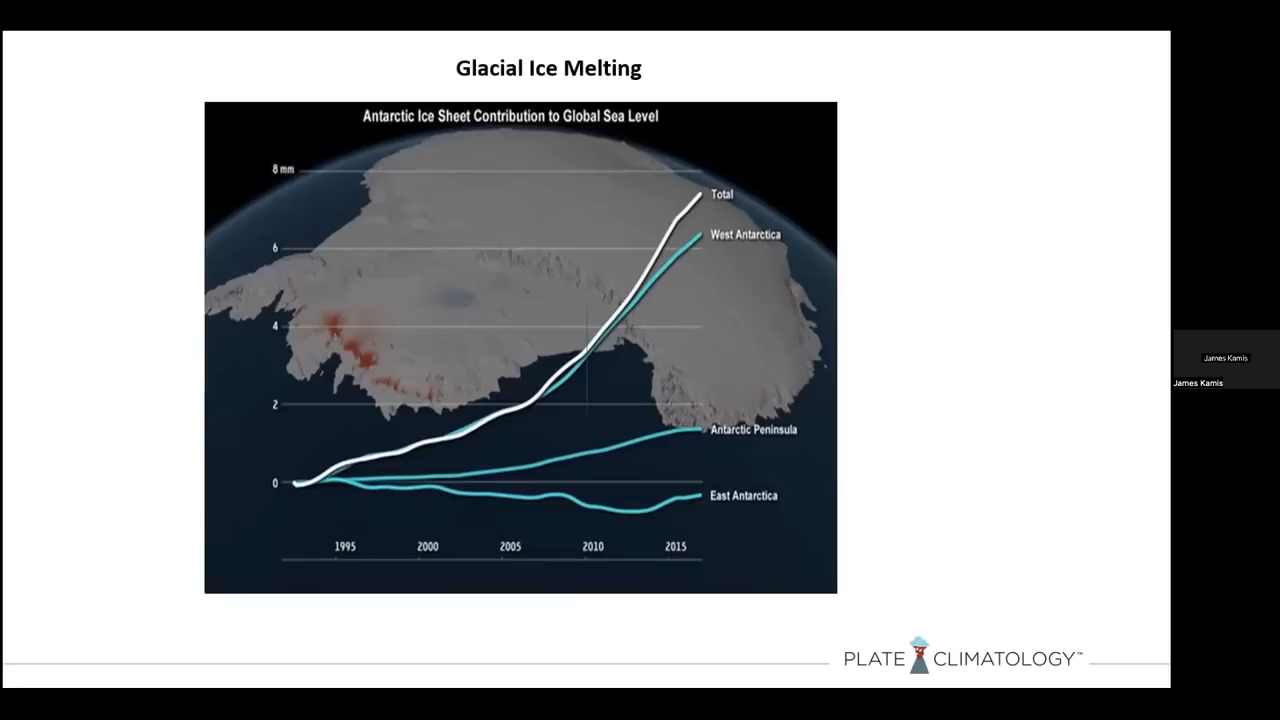 Glacial Ice Melting
Antarctic Ice Sheet Contribution to Global Sea Level
8 mm
Total
West Antarctica
6
4
2
Antarctic Peninsula
0
East Antarctica
1995 2000 2005 2010 2015
James Kamis
James Kamis
PLATE CLIMATOLOGY™